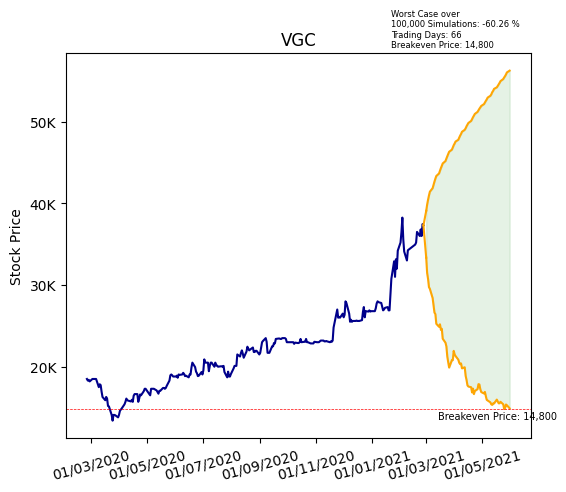 Worst Case over
100,000 Simulations: -60.26 %
Trading Days: 66
Breakeven Price: 14,800
VGC
Stock Price
50K
40K
30K
20K
Breakeven Price: 14,800
01/03/2020
01/05/2020
01/07/2020
01/09/2020
01/11/2020
01/01/2021
01/03/2021
01/05/2021